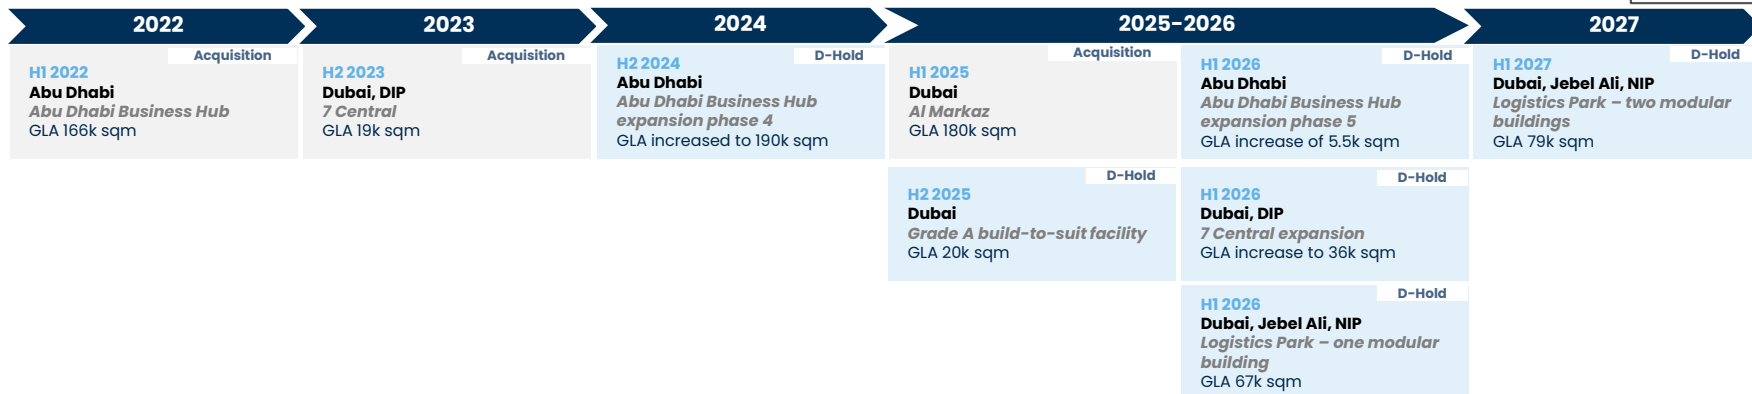 2022
2023
2024
2025-2026
2027
Acquisition
H1 2022
Abu Dhabi
Abu Dhabi Business Hub
GLA 166k sqm
Acquisition
H2 2023
Dubai, DIP
7 Central
GLA 19k sqm
D-Hold
H2 2024
Abu Dhabi
Abu Dhabi Business Hub
expansion phase 4
GLA increased to 190k sqm
Acquisition
H1 2025
Dubai
Al Markaz
GLA 180k sqm
D-Hold
H1 2026
Abu Dhabi
Abu Dhabi Business Hub
expansion phase 5
GLA increase of 5.5k sqm
D-Hold
H1 2027
Dubai, Jebel Ali, NIP
Logistics Park – two modular
buildings
GLA 79k sqm
D-Hold
H2 2025
Dubai
Grade A build-to-suit facility
GLA 20k sqm
D-Hold
H1 2026
Dubai, DIP
7 Central expansion
GLA increase to 36k sqm
D-Hold
H1 2026
Dubai, Jebel Ali, NIP
Logistics Park – one modular
building
GLA 67k sqm